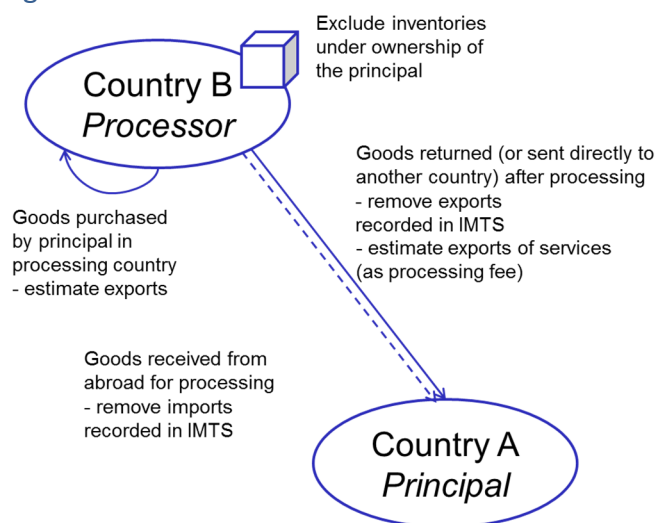 Exclude inventories
under ownership of
the principal
Country B
Processor
Goods returned (or sent directly to
another country) after processing
- remove exports
recorded in IMTS
- estimate exports of services
(as processing fee)
Goods purchased
by principal in
processing country
- estimate exports
Goods received from
abroad for processing
- remove imports
recorded in IMTS
Country A
Principal